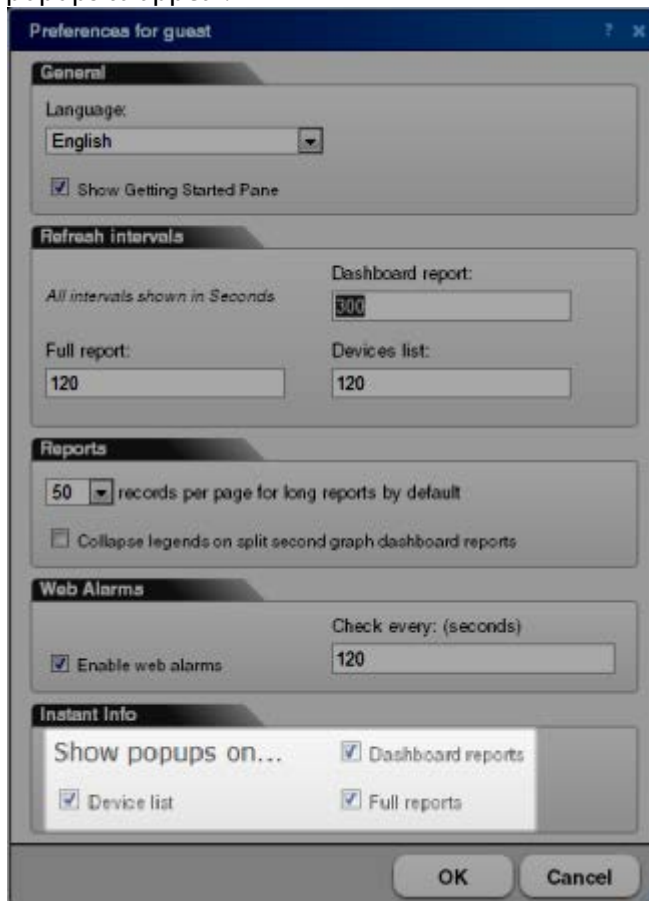 Preferences for guest ? x
General
Language:
English
Show Getting Started Pane
Refresh intervals
Dashboard report:
All intervals shown in Seconds
300
Full report:
Devices list:
120
120
Reports
50 records per page for long reports by default
Collapse legends on split second graph dashboard reports
Web Alarms
Check every: (seconds)
Enable web alarms
120
Instant Info
Show popups on...
Dashboard reports
Device list
Full reports
OK
Cancel